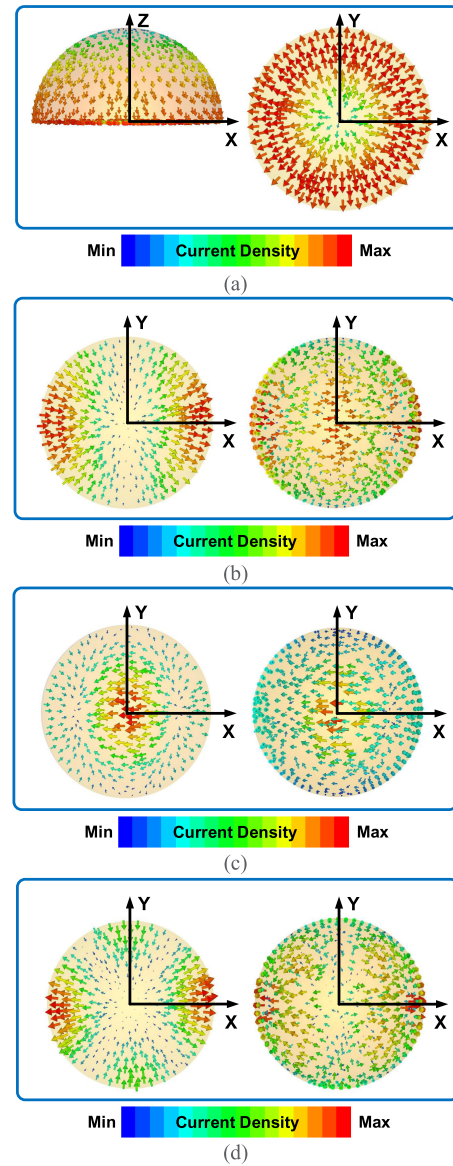 Z Y
X X
Min Current Density Max
(a)
Y Y
X X
Min Current Density Max
(b)
Y Y
X X
Min Current Density Max
(c)
Y Y
X X
Min Current Density Max
(d)